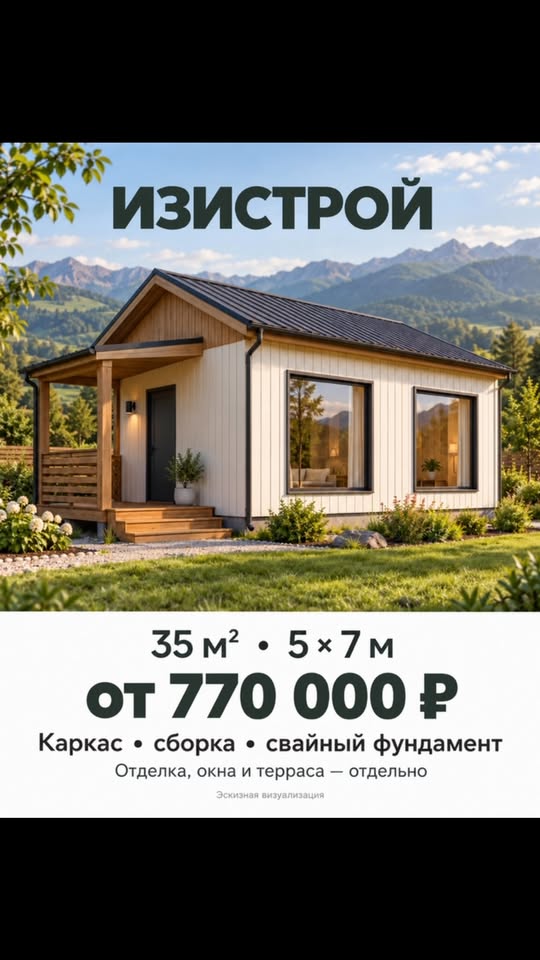 ИЗИСТРОЙ
35 м² • 5 × 7 м
от 770 000 ₽
Каркас • сборка • свайный фундамент
Отделка, окна и терраса — отдельно
Эскизная визуализация